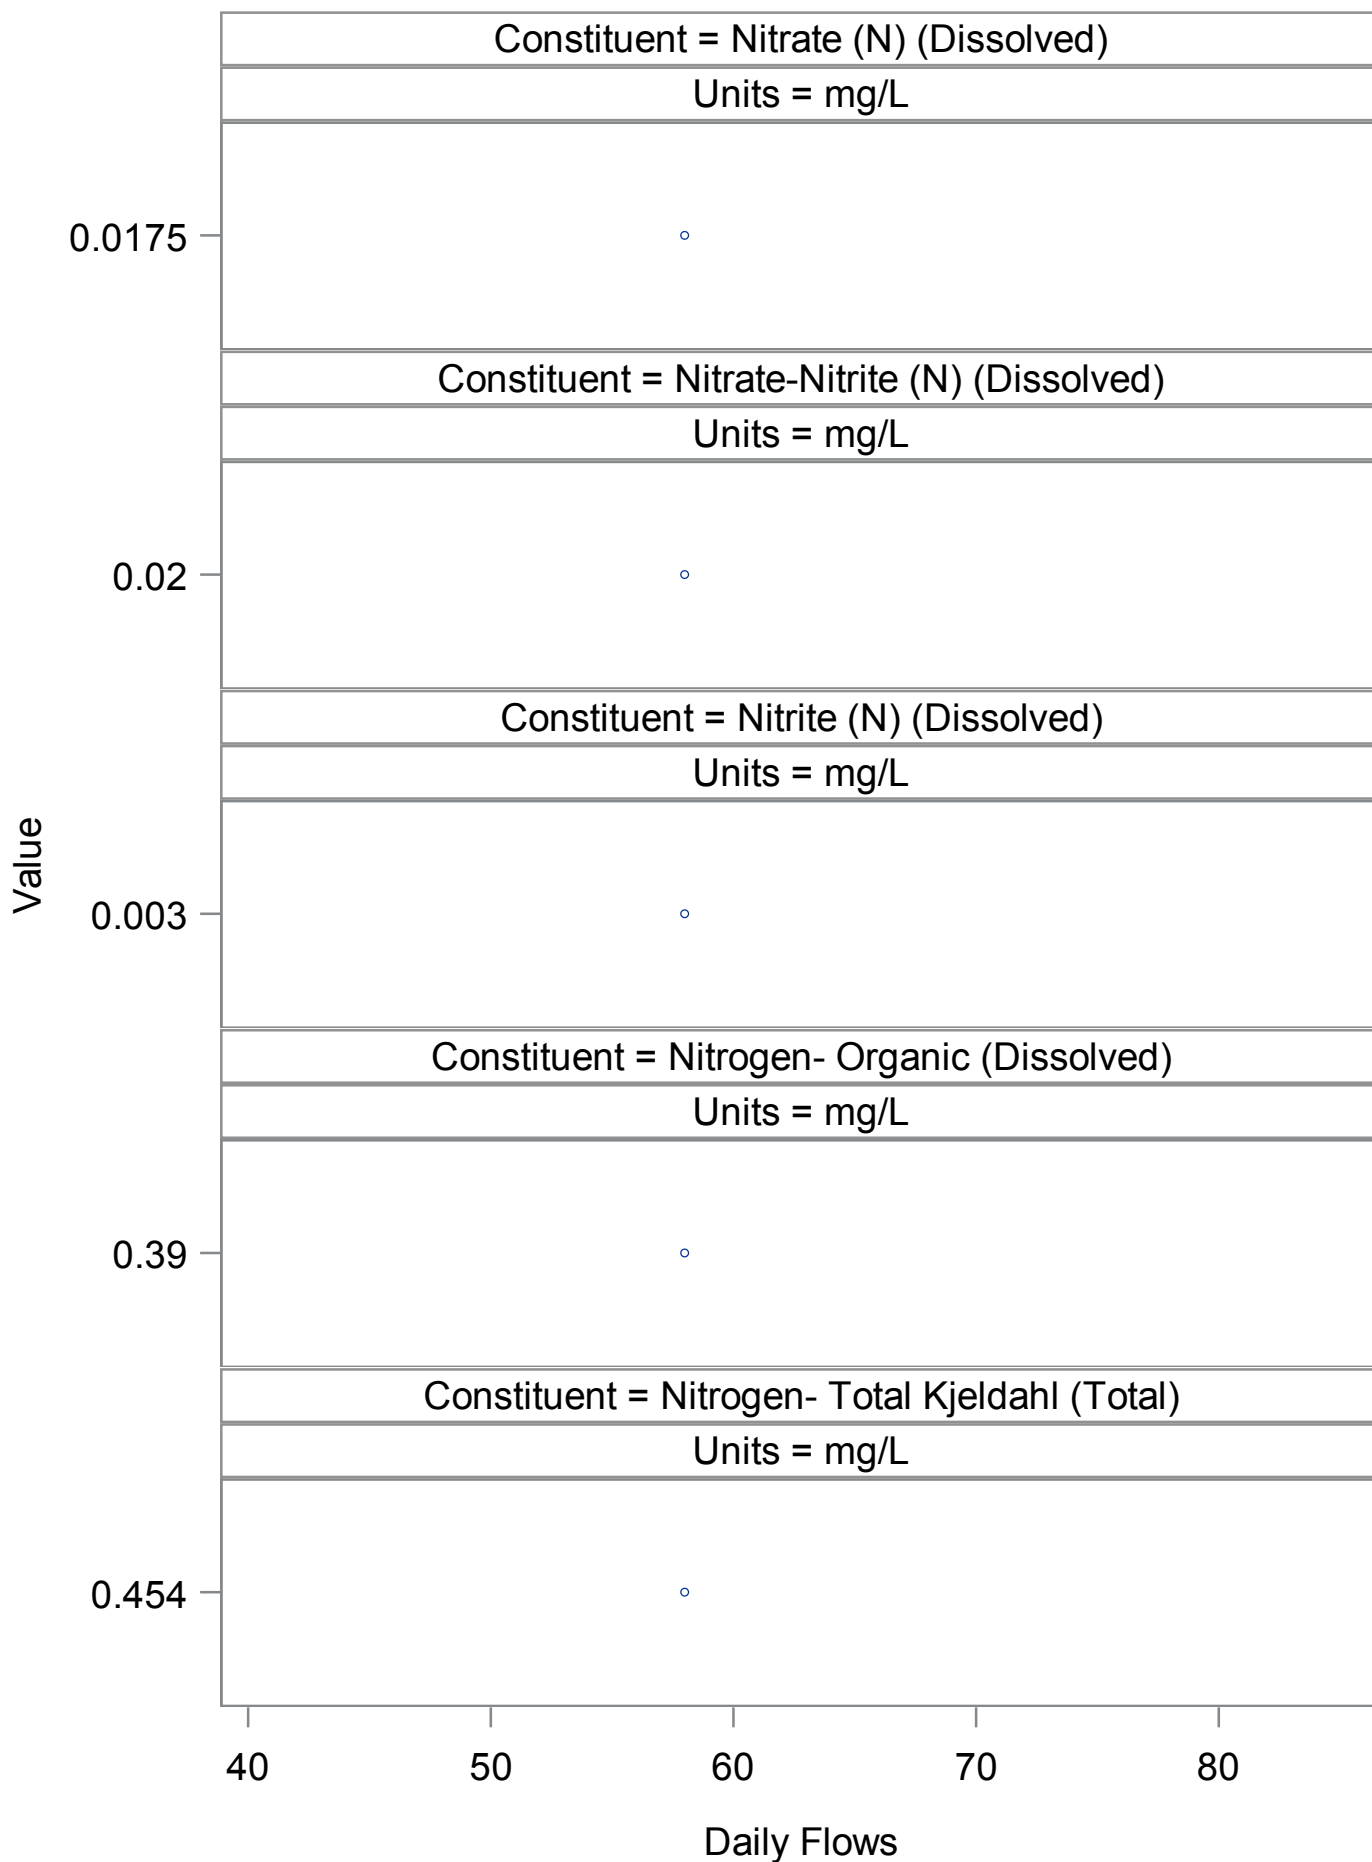 Constituent = Nitrate (N) (Dissolved)
Units = mg/L
0.0175
Constituent = Nitrate-Nitrite (N) (Dissolved)
Units = mg/L
0.02
Constituent = Nitrite (N) (Dissolved)
Units = mg/L
Value
0.003
Constituent = Nitrogen- Organic (Dissolved)
Units = mg/L
0.39
Constituent = Nitrogen- Total Kjeldahl (Total)
Units = mg/L
0.454
40 50 60 70 80
Daily Flows